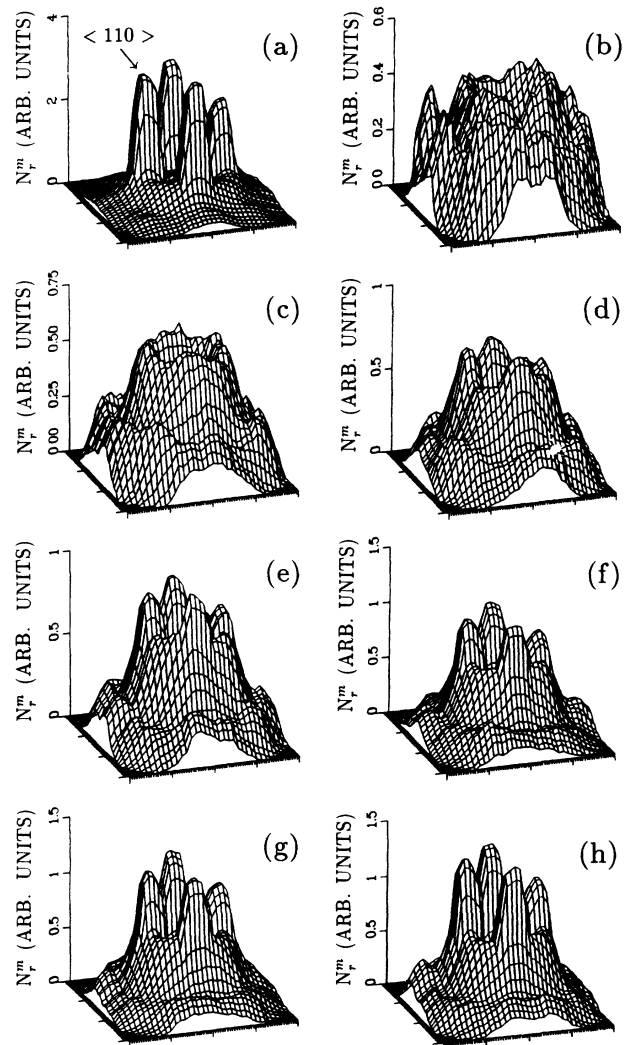 4
2
0
N_r^m (ARB. UNITS)
< 110 >
(a)
0.6
0.4
0.2
0.0
N_r^m (ARB. UNITS)
(b)
0.75
0.50
0.25
0.00
N_r^m (ARB. UNITS)
(c)
1
0.5
0
N_r^m (ARB. UNITS)
(d)
1
0.5
0
N_r^m (ARB. UNITS)
(e)
1.5
1
0.5
0
N_r^m (ARB. UNITS)
(f)
1.5
1
0.5
0
N_r^m (ARB. UNITS)
(g)
1.5
1
0.5
0
N_r^m (ARB. UNITS)
(h)